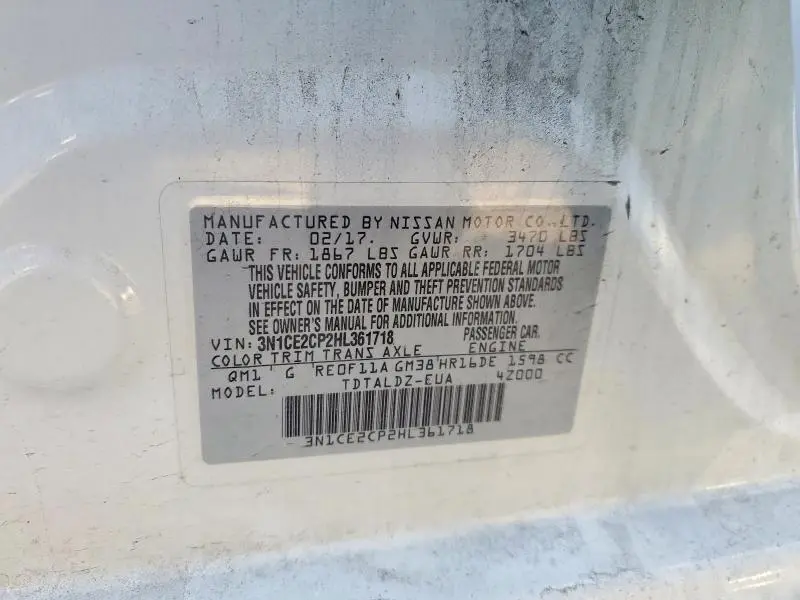 MANUFACTURED BY NISSAN MOTOR CO., LTD.
DATE: 02/17. GVWR: 3470 LBS
GAWR FR: 1867 LBS GAWR RR: 1704 LBS
THIS VEHICLE CONFORMS TO ALL APPLICABLE FEDERAL MOTOR
VEHICLE SAFETY, BUMPER AND THEFT PREVENTION STANDARDS
IN EFFECT ON THE DATE OF MANUFACTURE SHOWN ABOVE.
SEE OWNER'S MANUAL FOR ADDITIONAL INFORMATION.
VIN: 3N1CE2CP2HL361718 PASSENGER CAR.
COLOR TRIM TRANS AXLE ENGINE
QM1 G RE0F11A GM38 HR16DE 1598 CC
MODEL: TDTALDZ-EUA 4Z000
3N1CE2CP2HL361718